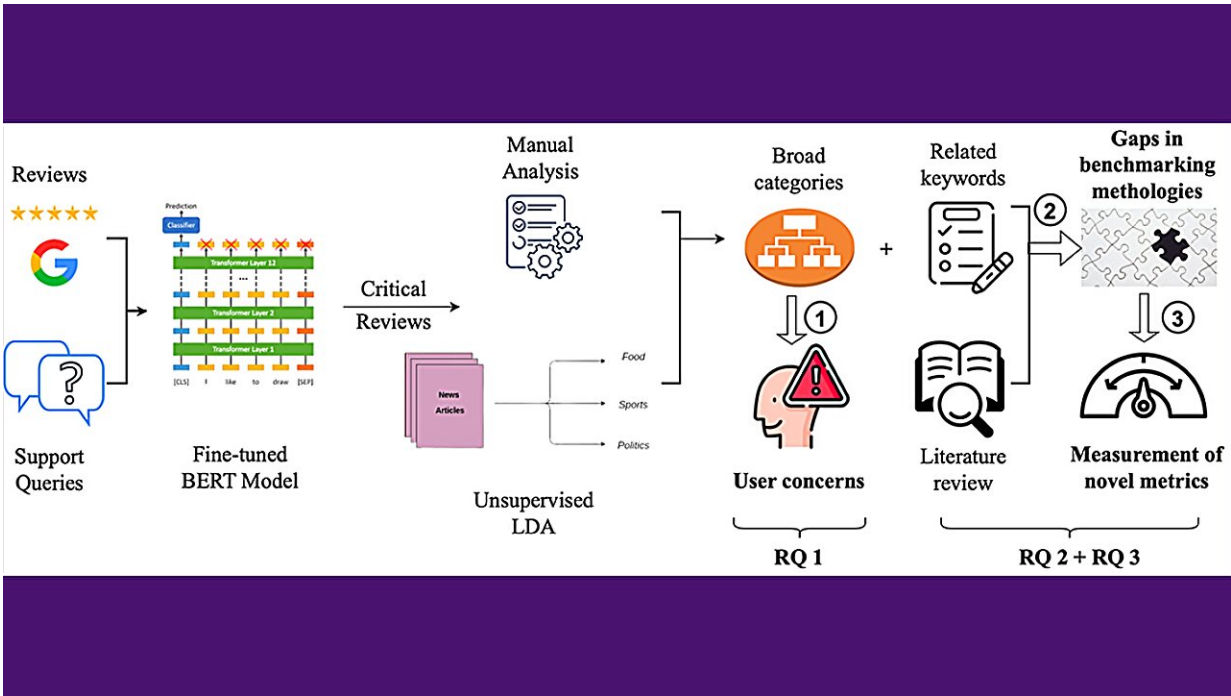 Reviews
Support
Queries
Prediction
Classifier
Transformer Layer 12
...
Transformer Layer 2
Transformer Layer 1
[CLS] I like to draw [SEP]
Fine-tuned
BERT Model
Critical
Reviews
Manual
Analysis
News
Articles
Food
Sports
Politics
Unsupervised
LDA
Broad
categories
+
1
User concerns
RQ 1
Related
keywords
Literature
review
2
Gaps in
benchmarking
methologies
3
Measurement of
novel metrics
RQ 2 + RQ 3